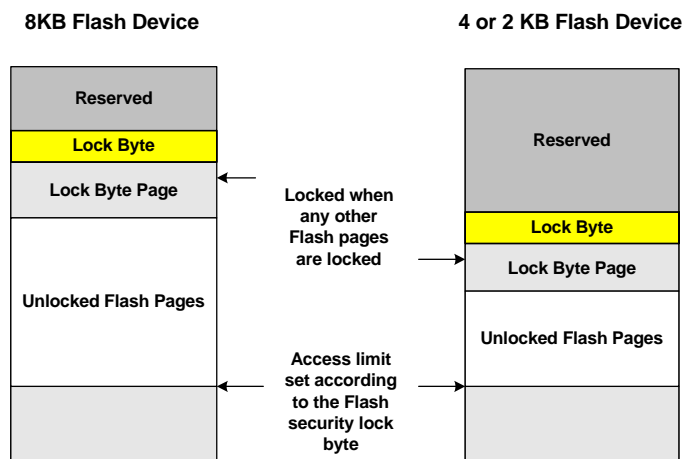 8KB Flash Device
4 or 2 KB Flash Device
Reserved
Lock Byte
Lock Byte Page
Unlocked Flash Pages
Locked when
any other
Flash pages
are locked
Access limit
set according
to the Flash
security lock
byte
Reserved
Lock Byte
Lock Byte Page
Unlocked Flash Pages